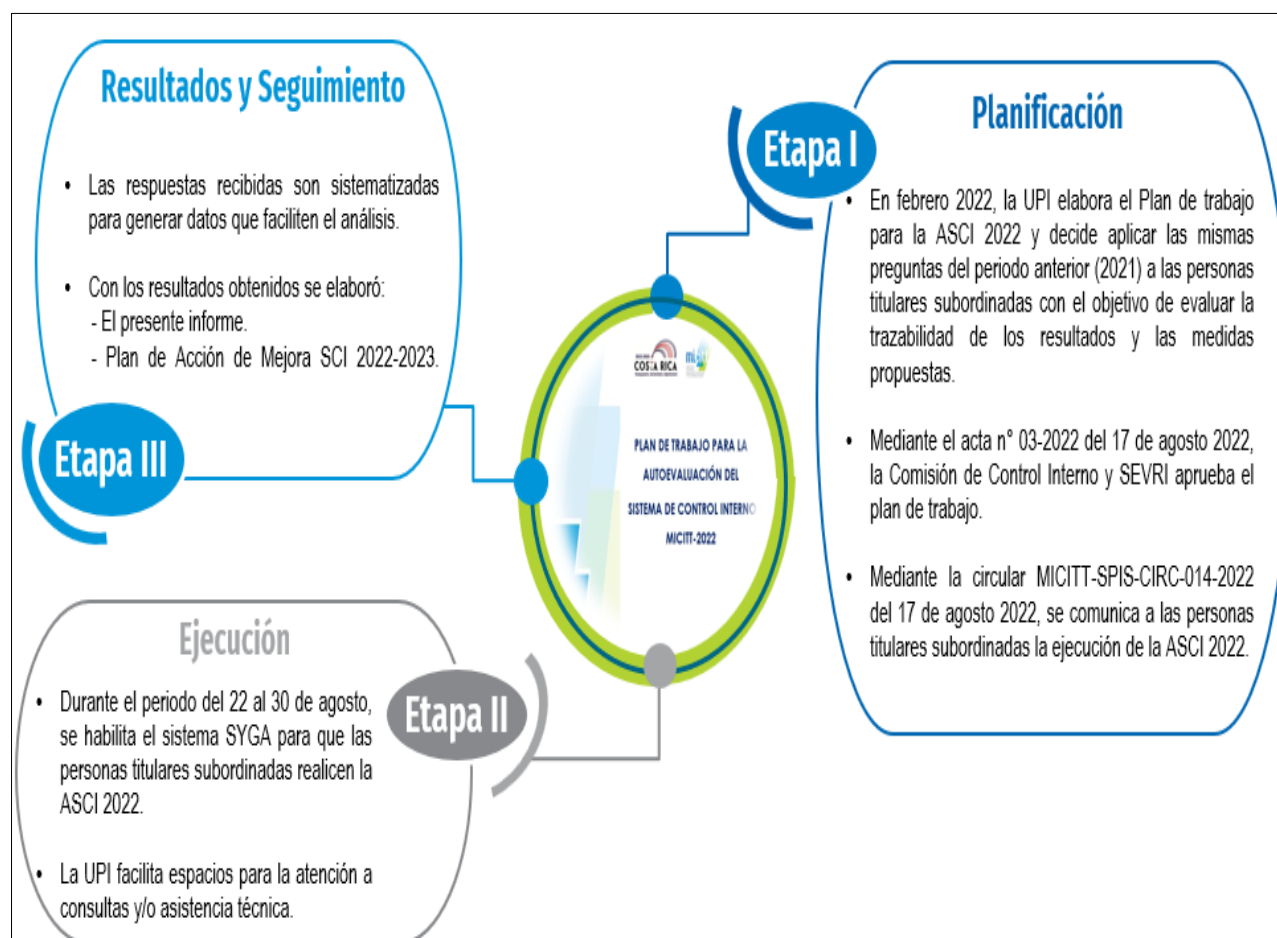 Resultados y Seguimiento
• Las respuestas recibidas son sistematizadas
para generar datos que faciliten el análisis.
• Con los resultados obtenidos se elaboró:
- El presente informe.
- Plan de Acción de Mejora SCI 2022-2023.
Etapa III
Etapa I
Planificación
• En febrero 2022, la UPI elabora el Plan de trabajo
para la ASCI 2022 y decide aplicar las mismas
preguntas del periodo anterior (2021) a las personas
titulares subordinadas con el objetivo de evaluar la
trazabilidad de los resultados y las medidas
propuestas.
• Mediante el acta n° 03-2022 del 17 de agosto 2022,
la Comisión de Control Interno y SEVRI aprueba el
plan de trabajo.
• Mediante la circular MICITT-SPIS-CIRC-014-2022
del 17 de agosto 2022, se comunica a las personas
titulares subordinadas la ejecución de la ASCI 2022.
COSTA RICA
PLAN DE TRABAJO PARA LA
AUTOEVALUACIÓN DEL
SISTEMA DE CONTROL INTERNO
MICITT-2022
Ejecución
• Durante el periodo del 22 al 30 de agosto,
se habilita el sistema SYGA para que las
personas titulares subordinadas realicen la
ASCI 2022.
• La UPI facilita espacios para la atención a
consultas y/o asistencia técnica.
Etapa II